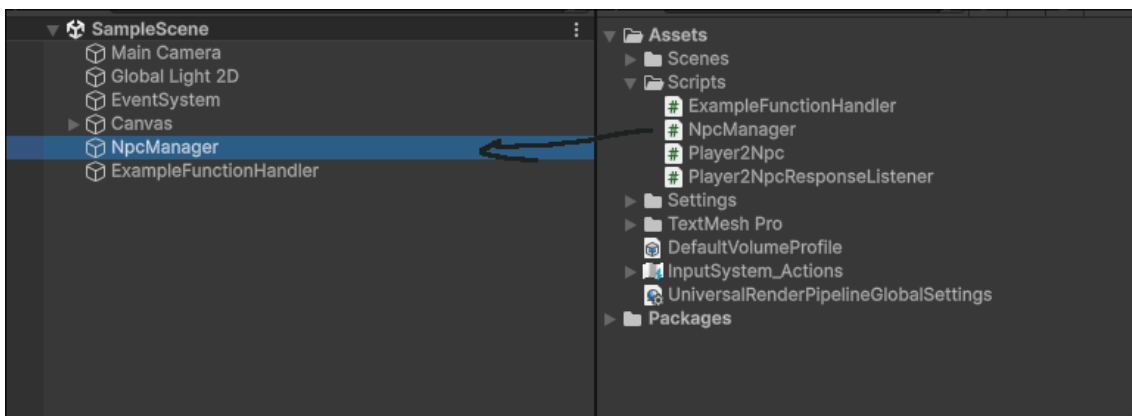 SampleScene
Main Camera
Global Light 2D
EventSystem
Canvas
NpcManager
ExampleFunctionHandler
Assets
Scenes
Scripts
ExampleFunctionHandler
NpcManager
Player2Npc
Player2NpcResponseListener
Settings
TextMesh Pro
DefaultVolumeProfile
InputSystem_Actions
UniversalRenderPipelineGlobalSettings
Packages